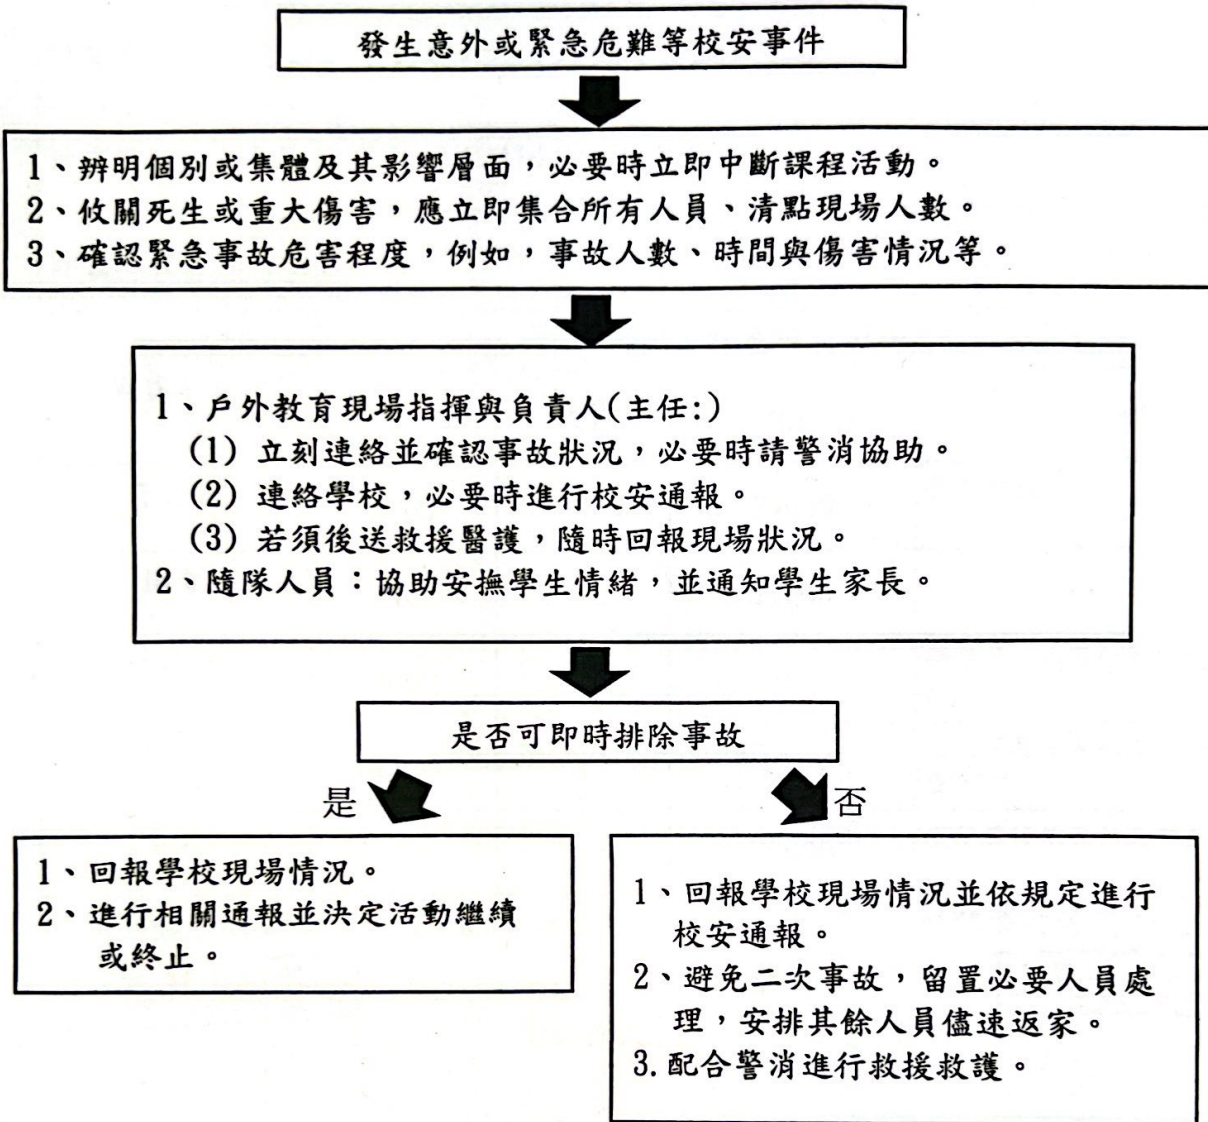 發生意外或緊急危難等校安事件
1、辨明個別或集體及其影響層面，必要時立即中斷課程活動。
2、攸關死生或重大傷害，應立即集合所有人員、清點現場人數。
3、確認緊急事故危害程度，例如，事故人數、時間與傷害情況等。
1、戶外教育現場指揮與負責人(主任:)
(1) 立刻連絡並確認事故狀況，必要時請警消協助。
(2) 連絡學校，必要時進行校安通報。
(3) 若須後送救援醫護，隨時回報現場狀況。
2、隨隊人員：協助安撫學生情緒，並通知學生家長。
是否可即時排除事故
是
否
1、回報學校現場情況。
2、進行相關通報並決定活動繼續
或終止。
1、回報學校現場情況並依規定進行
校安通報。
2、避免二次事故，留置必要人員處
理，安排其餘人員儘速返家。
3.配合警消進行救援救護。